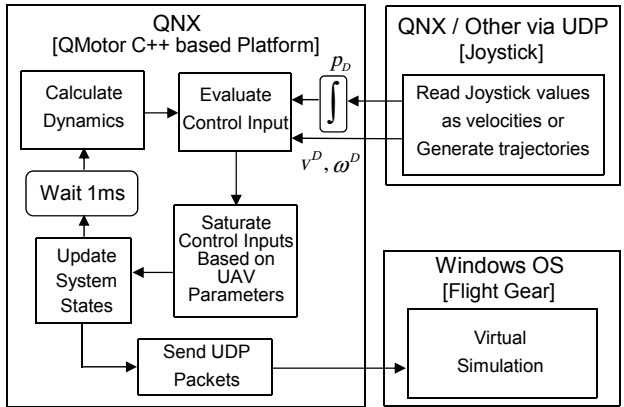 QNX
[QMotor C++ based Platform]
Calculate
Dynamics
Evaluate
Control Input
p_D
∫
v^D, ω^D
Wait 1ms
Update
System
States
Saturate
Control Inputs
Based on
UAV
Parameters
Send UDP
Packets
QNX / Other via UDP
[Joystick]
Read Joystick values
as velocities or
Generate trajectories
Windows OS
[Flight Gear]
Virtual
Simulation